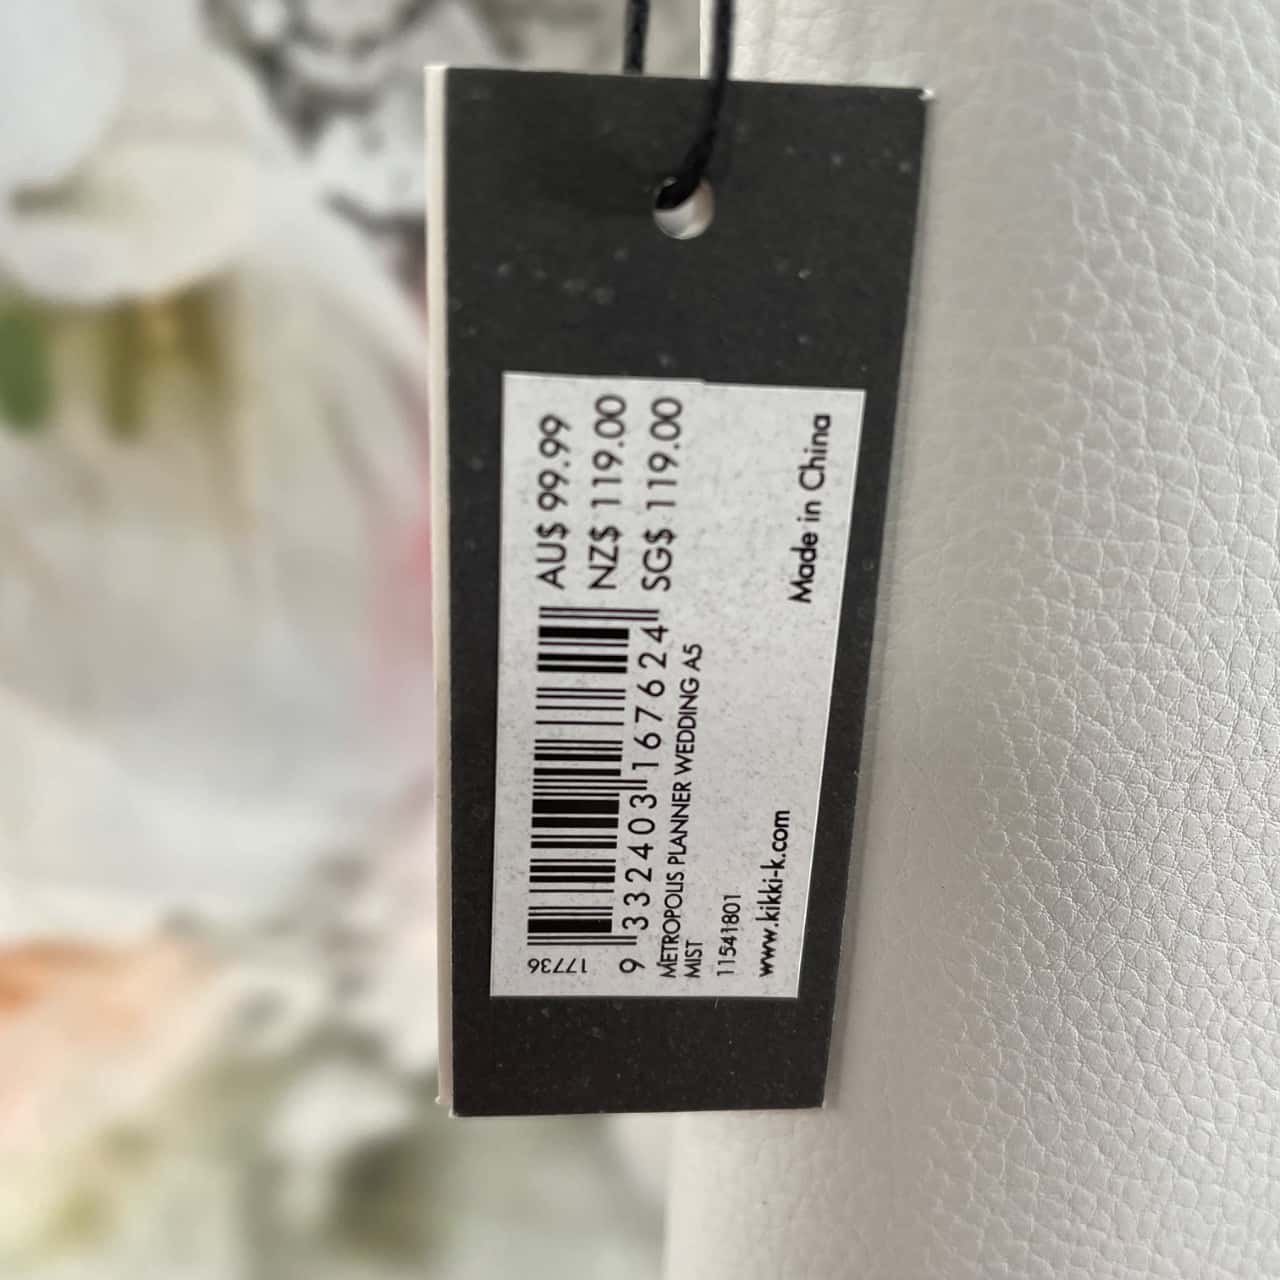 17736
AU$ 99.99
NZ$ 119.00
SG$ 119.00
9 332403 167624
METROPOLIS PLANNER WEDDING A5
MIST
11541801
www.kikki-k.com
Made in China